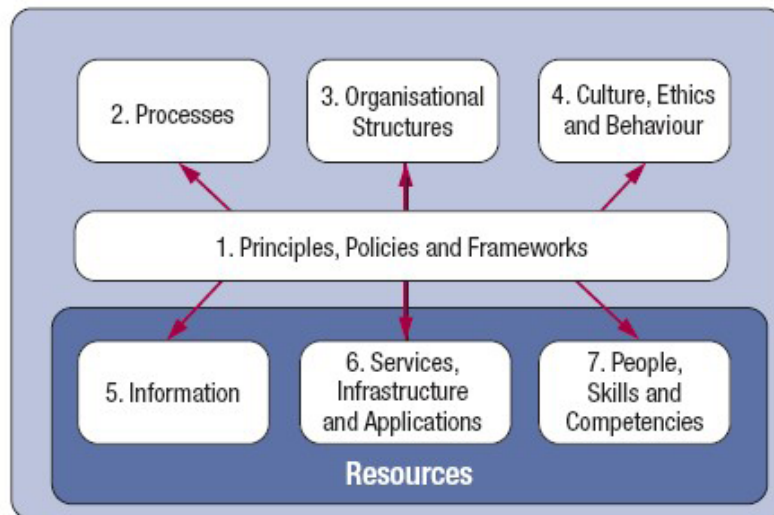 2. Processes
3. Organisational
Structures
4. Culture, Ethics
and Behaviour
1. Principles, Policies and Frameworks
5. Information
6. Services,
Infrastructure
and Applications
7. People,
Skills and
Competencies
Resources